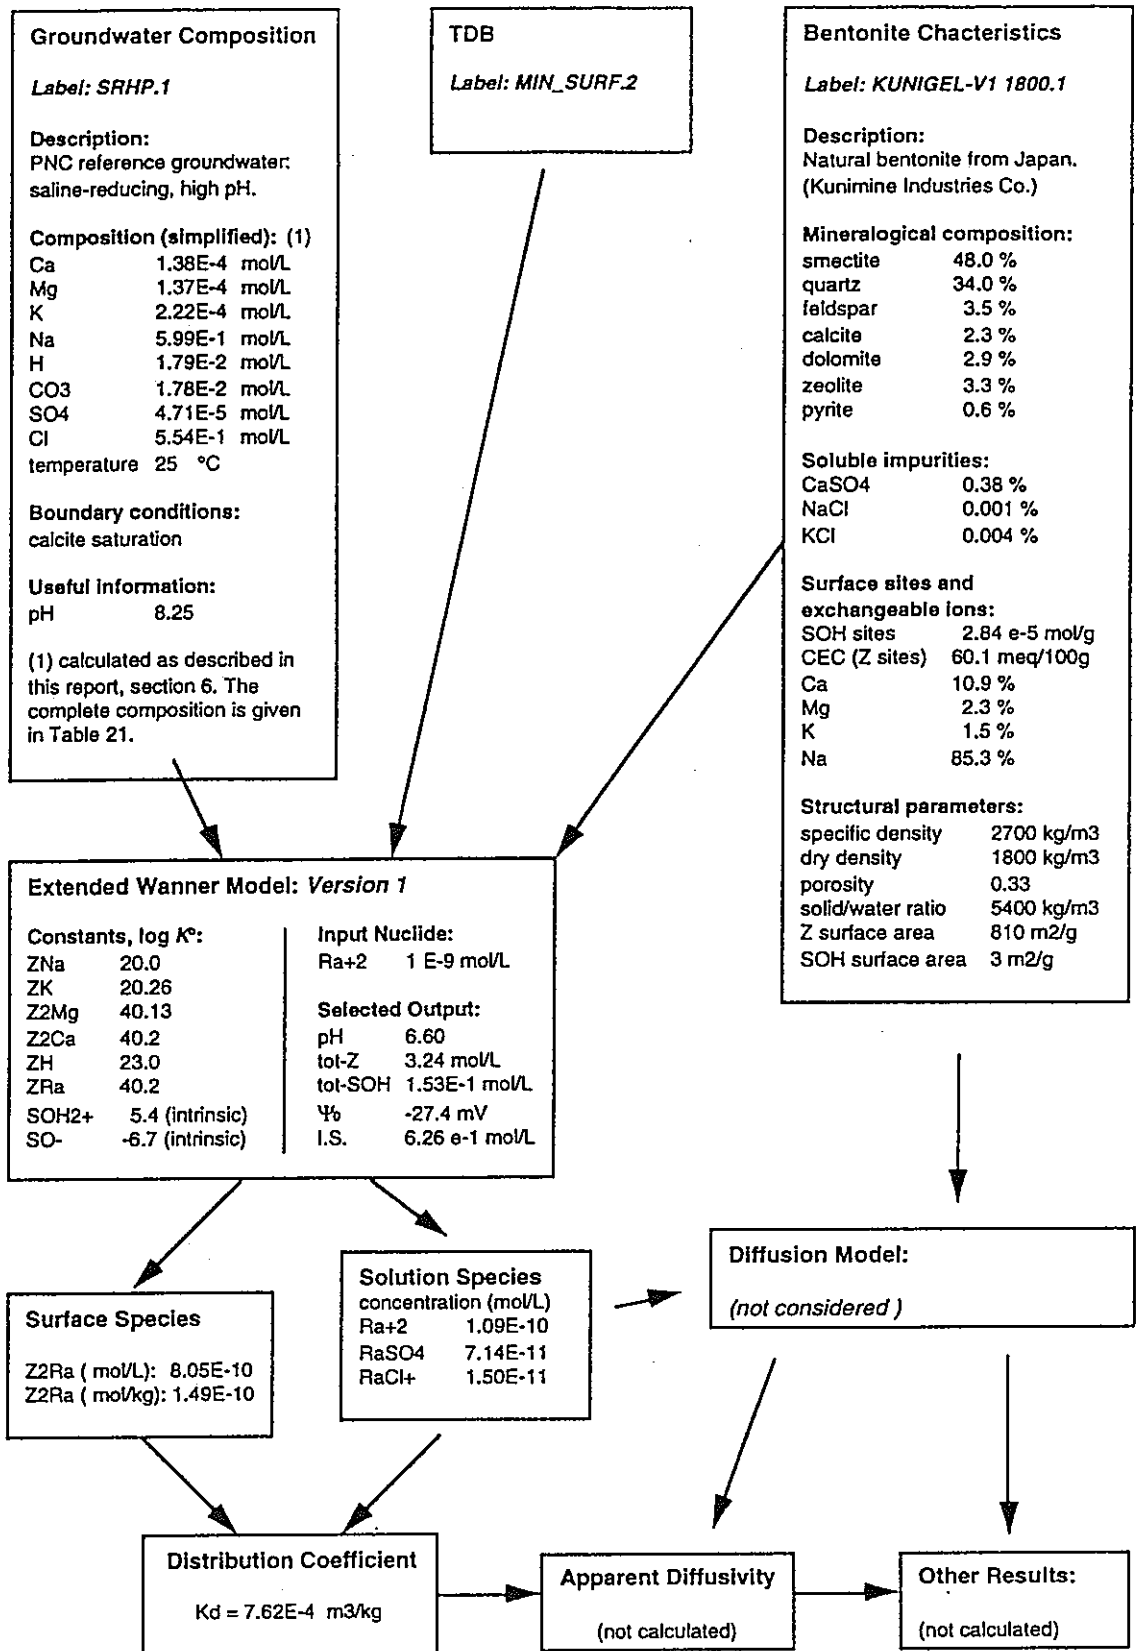 Groundwater Composition
Label: SRHP.1
Description:
PNC reference groundwater:
saline-reducing, high pH.
Composition (simplified): (1)
Ca 1.38E-4 mol/L
Mg 1.37E-4 mol/L
K 2.22E-4 mol/L
Na 5.99E-1 mol/L
H 1.79E-2 mol/L
CO3 1.78E-2 mol/L
SO4 4.71E-5 mol/L
Cl 5.54E-1 mol/L
temperature 25 °C
Boundary conditions:
calcite saturation
Useful information:
pH 8.25
(1) calculated as described in
this report, section 6. The
complete composition is given
in Table 21.
TDB
Label: MIN_SURF.2
Bentonite Chacteristics
Label: KUNIGEL-V1 1800.1
Description:
Natural bentonite from Japan.
(Kunimine Industries Co.)
Mineralogical composition:
smectite 48.0 %
quartz 34.0 %
feldspar 3.5 %
calcite 2.3 %
dolomite 2.9 %
zeolite 3.3 %
pyrite 0.6 %
Soluble impurities:
CaSO4 0.38 %
NaCl 0.001 %
KCl 0.004 %
Surface sites and
exchangeable ions:
SOH sites 2.84 e-5 mol/g
CEC (Z sites) 60.1 meq/100g
Ca 10.9 %
Mg 2.3 %
K 1.5 %
Na 85.3 %
Structural parameters:
specific density 2700 kg/m3
dry density 1800 kg/m3
porosity 0.33
solid/water ratio 5400 kg/m3
Z surface area 810 m2/g
SOH surface area 3 m2/g
Extended Wanner Model: Version 1
Constants, log K°:
ZNa 20.0
ZK 20.26
Z2Mg 40.13
Z2Ca 40.2
ZH 23.0
ZRa 40.2
SOH2+ 5.4 (intrinsic)
SO- -6.7 (intrinsic)
Input Nuclide:
Ra+2 1 E-9 mol/L
Selected Output:
pH 6.60
tot-Z 3.24 mol/L
tot-SOH 1.53E-1 mol/L
Ψo -27.4 mV
I.S. 6.26 e-1 mol/L
Surface Species
Z2Ra ( mol/L): 8.05E-10
Z2Ra ( mol/kg): 1.49E-10
Solution Species
concentration (mol/L)
Ra+2 1.09E-10
RaSO4 7.14E-11
RaCl+ 1.50E-11
Diffusion Model:
(not considered )
Distribution Coefficient
Kd = 7.62E-4 m3/kg
Apparent Diffusivity
(not calculated)
Other Results:
(not calculated)